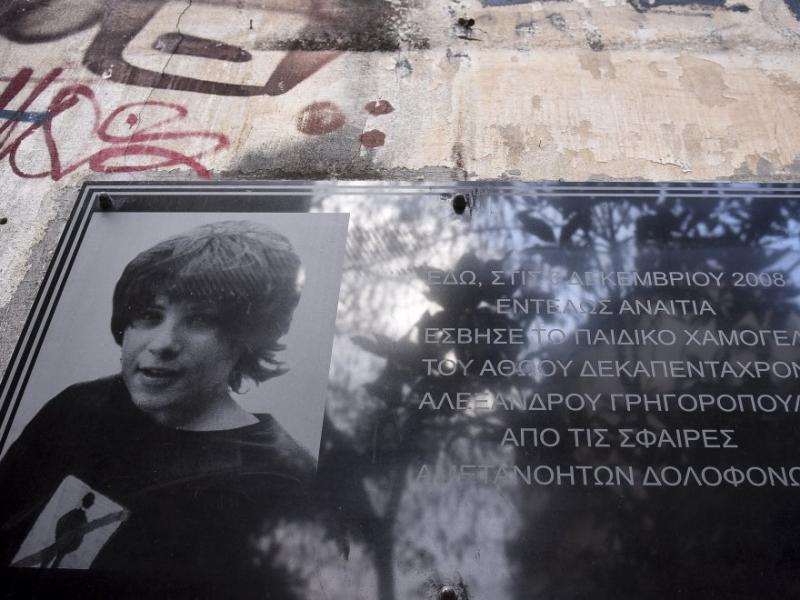 ΕΔΩ, ΣΤΙΣ 6 ΔΕΚΕΜΒΡΙΟΥ 2008
ΕΝΤΕΛΩΣ ΑΝΑΙΤΙΑ
ΕΣΒΗΣΕ ΤΟ ΠΑΙΔΙΚΟ ΧΑΜΟΓΕΛ
ΤΟΥ ΑΘΩΟΥ ΔΕΚΑΠΕΝΤΑΧΡΟΝ
ΑΛΕΞΑΝΔΡΟΥ ΓΡΗΓΟΡΟΠΟΥΛ
ΑΠΟ ΤΙΣ ΣΦΑΙΡΕΣ
ΑΜΕΤΑΝΟΗΤΩΝ ΔΟΛΟΦΟΝΩ